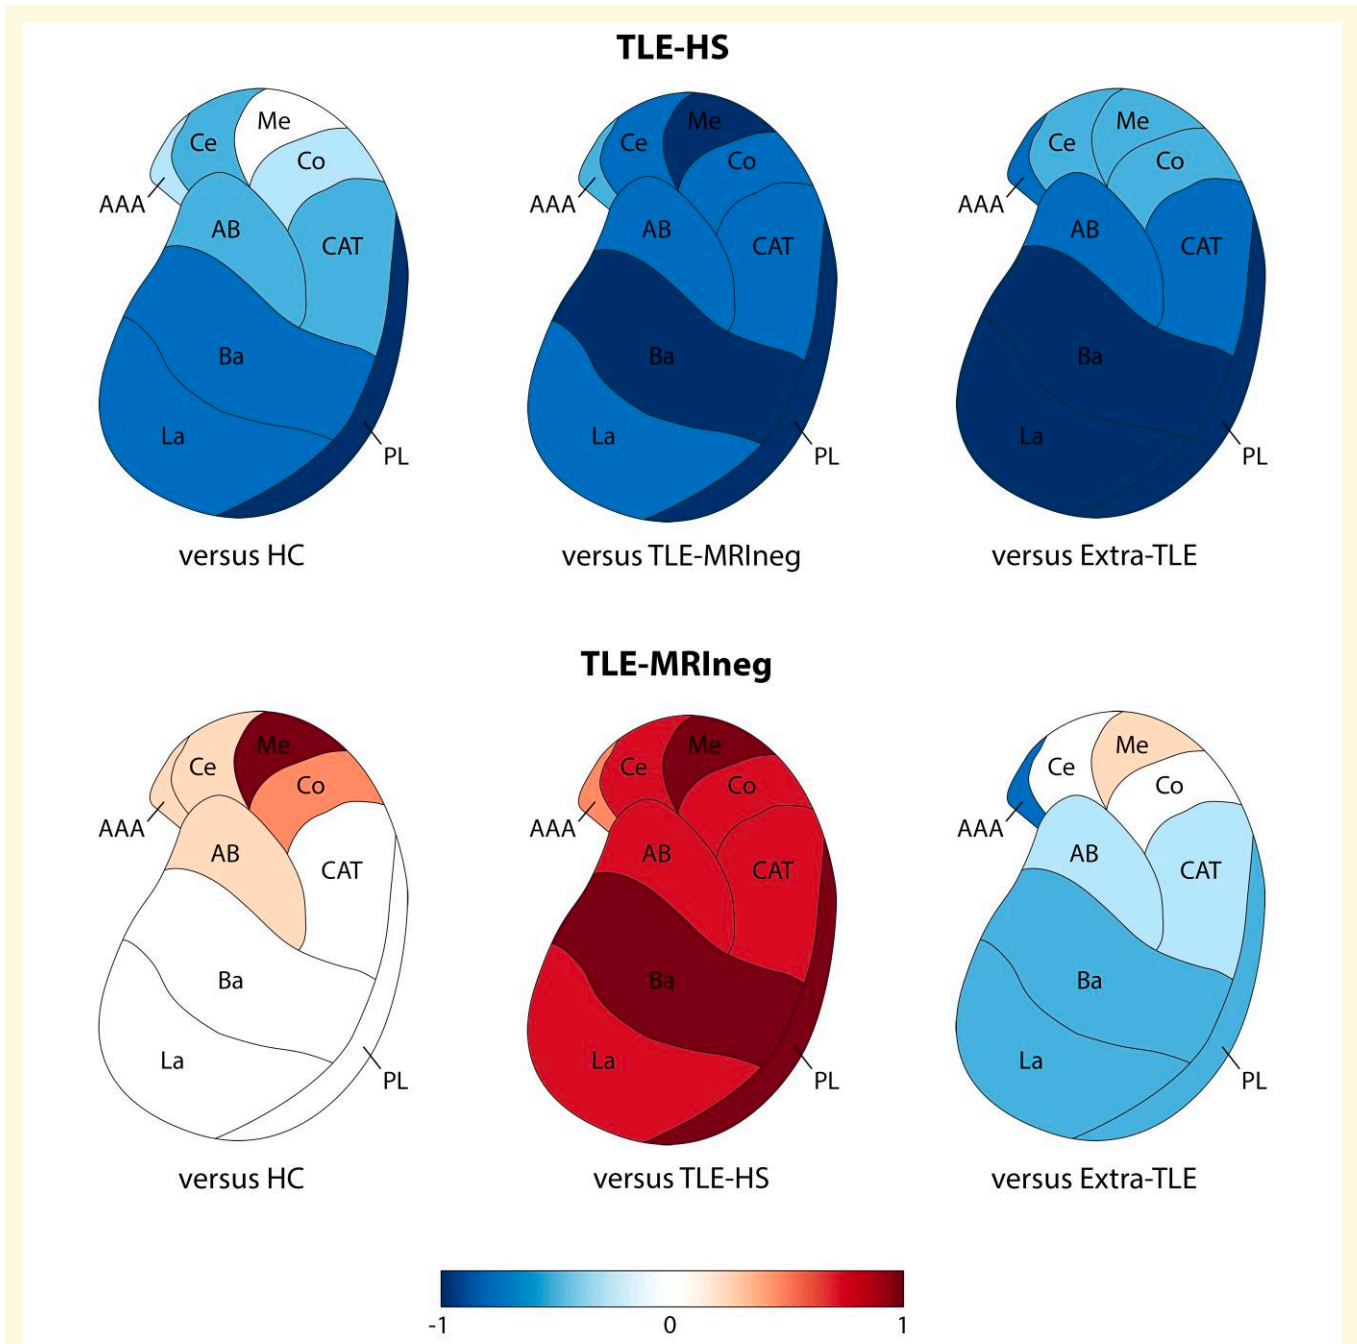 TLE-HS
Me Me Me
Ce Ce Ce
Co Co Co
AAA AAA AAA
AB AB AB
CAT CAT CAT
Ba Ba Ba
La La La
PL PL PL
versus HC versus TLE-MRIneg versus Extra-TLE
TLE-MRIneg
Me Me Me
Ce Ce Ce
Co Co Co
AAA AAA AAA
AB AB AB
CAT CAT CAT
Ba Ba Ba
La La La
PL PL PL
versus HC versus TLE-HS versus Extra-TLE
-1 0 1